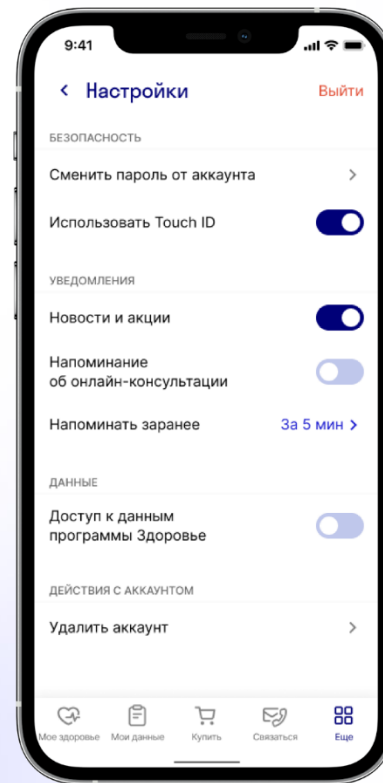 9:41
Настройки
Выйти
БЕЗОПАСНОСТЬ
Сменить пароль от аккаунта
Использовать Touch ID
УВЕДОМЛЕНИЯ
Новости и акции
Напоминание
об онлайн-консультации
Напоминать заранее
За 5 мин
ДАННЫЕ
Доступ к данным
программы Здоровье
ДЕЙСТВИЯ С АККАУНТОМ
Удалить аккаунт
Мое здоровье
Мои данные
Купить
Связаться
Еще